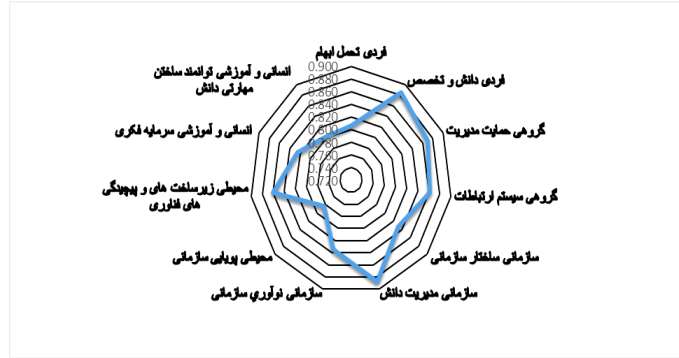 فردی تحمل ابهام
0.900
0.880
0.860
0.840
0.820
0.800
0.780
0.760
0.740
0.720
فردی دانش و تخصص
گروهی حمایت مدیریت
گروهی سیستم ارتباطات
سازمانی ساختار سازمانی
سازمانی مدیریت دانش
سازمانی نوآوري سازمانی
محیطی پویایی سازمانی
محیطی زیرساخت های و پیچیدگی
های فناوری
انسانی و آموزشی سرمایه فکری
انسانی و آموزشی توانمند ساختن
مهارتی دانش